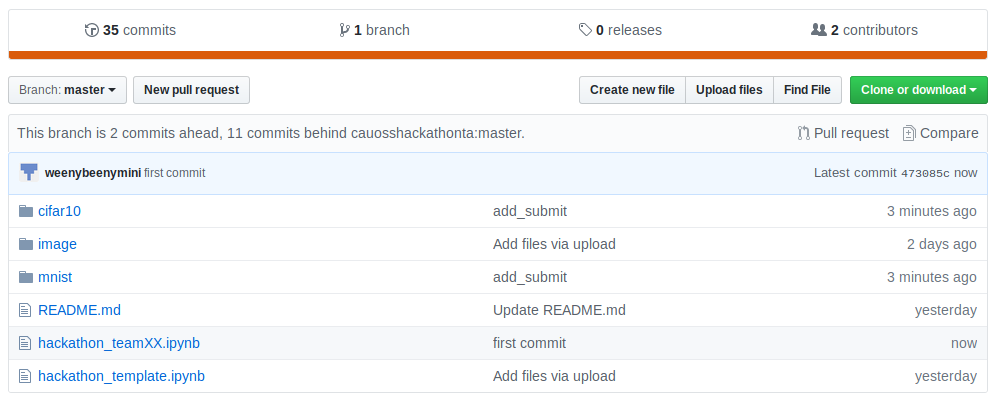 35 commits 1 branch 0 releases 2 contributors
Branch: master New pull request Create new file Upload files Find File Clone or download
This branch is 2 commits ahead, 11 commits behind cauosshackathonta:master. Pull request Compare
weenybeenymini first commit Latest commit 473085c now
cifar10 add_submit 3 minutes ago
image Add files via upload 2 days ago
mnist add_submit 3 minutes ago
README.md Update README.md yesterday
hackathon_teamXX.ipynb first commit now
hackathon_template.ipynb Add files via upload yesterday